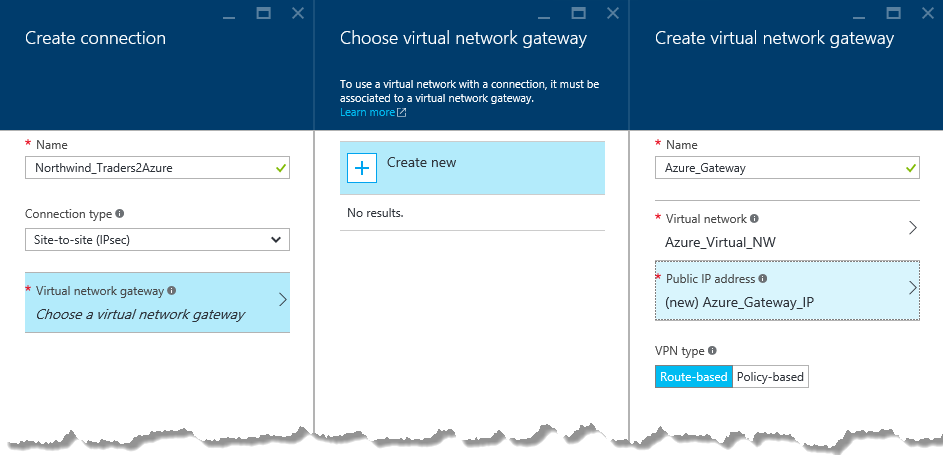 Create connection
* Name
Northwind_Traders2Azure
Connection type
Site-to-site (IPsec)
* Virtual network gateway
Choose a virtual network gateway
Choose virtual network gateway
To use a virtual network with a connection, it must be
associated to a virtual network gateway.
Learn more
Create new
No results.
Create virtual network gateway
* Name
Azure_Gateway
* Virtual network
Azure_Virtual_NW
* Public IP address
(new) Azure_Gateway_IP
VPN type
Route-based Policy-based